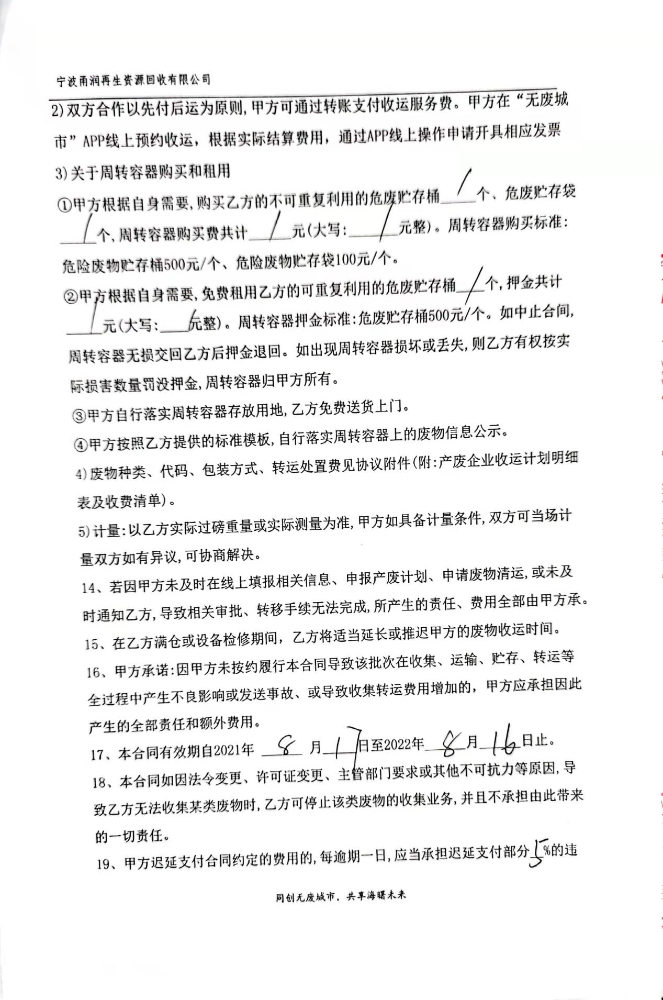 宁波甬润再生资源回收有限公司
2)双方合作以先付后运为原则,甲方可通过转账支付收运服务费。甲方在“无废城
市”APP线上预约收运，根据实际结算费用，通过APP线上操作申请开具相应发票
3)关于周转容器购买和租用
①甲方根据自身需要,购买乙方的不可重复利用的危废贮存桶 / 个、危废贮存袋
/ 个,周转容器购买费共计 / 元(大写: / 元整)。周转容器购买标准:
危险废物贮存桶500元/个、危险废物贮存袋100元/个。
②甲方根据自身需要,免费租用乙方的可重复利用的危废贮存桶 / 个,押金共计
/ 元(大写: / 元整)。周转容器押金标准:危废贮存桶500元/个。如中止合间,
周转容器无损交回乙方后押金退回。如出现周转容器损坏或丢失,则乙方有权按实
际损害数量罚没押金,周转容器归甲方所有。
③甲方自行落实周转容器存放用地,乙方免费送货上门。
④甲方按照乙方提供的标准模板,自行落实周转容器上的废物信息公示。
4)废物种类、代码、包装方式、转运处置费见协议附件(附:产废企业收运计划明细
表及收费清单)。
5)计量:以乙方实际过磅重量或实际测量为准,甲方如具备计量条件,双方可当场计
量双方如有异议,可协商解决。
14、若因甲方未及时在线上填报相关信息、申报产废计划、申请废物清运,或未及
时通知乙方,导致相关审批、转移手续无法完成,所产生的责任、费用全部由甲方承。
15、在乙方满仓或设备检修期间，乙方将适当延长或推迟甲方的废物收运时间。
16、甲方承诺:因甲方未按约履行本合同导致该批次在收集、运输、贮存、转运等
全过程中产生不良影响或发送事故、或导致收集转运费用增加的，甲方应承担因此
产生的全部责任和额外费用。
17、本合同有效期自2021年 8 月 17 日至2022年 8 月 16 日止。
18、本合同如因法令变更、许可证变更、主管部门要求或其他不可抗力等原因,导
致乙方无法收集某类废物时,乙方可停止该类废物的收集业务,并且不承担由此带来
的一切责任。
19、甲方迟延支付合同约定的费用的,每逾期一日,应当承担迟延支付部分5%的违
同创无废城市，共享海曙未来